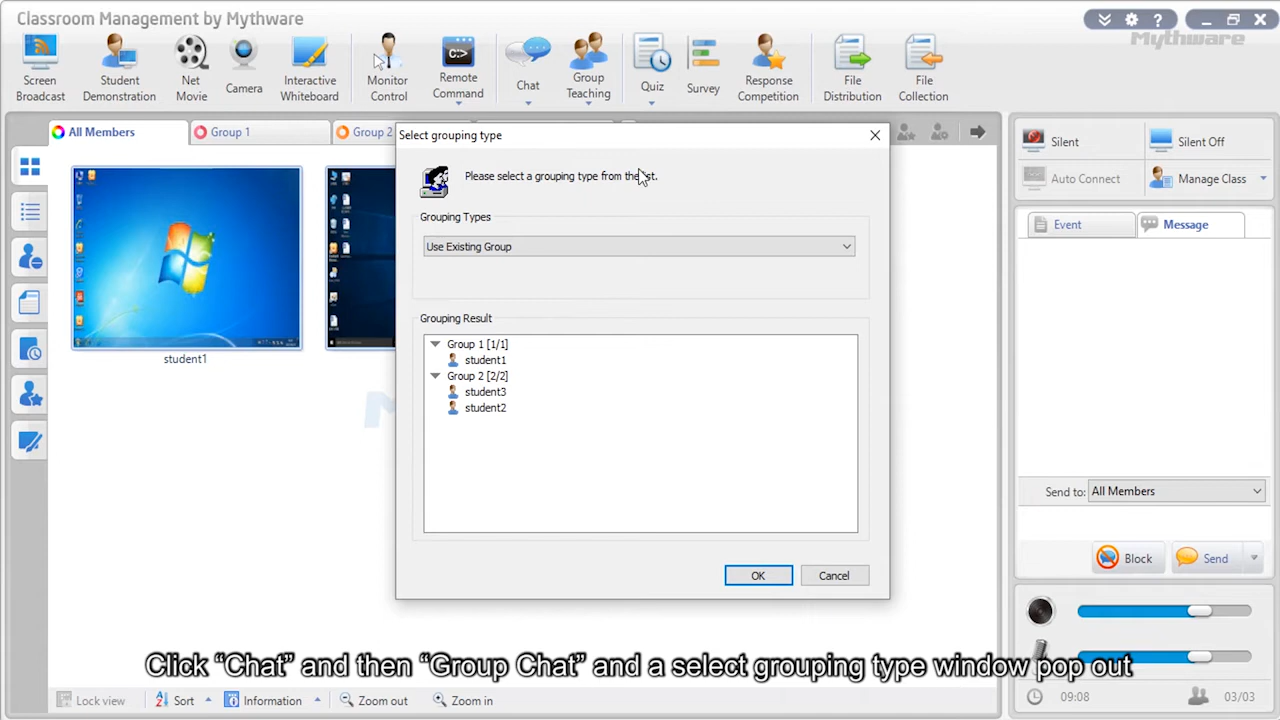 Classroom Management by Mythware
Mythware
Screen Broadcast
Student Demonstration
Net Movie
Camera
Interactive Whiteboard
Monitor Control
Remote Command
Chat
Group Teaching
Quiz
Survey
Response Competition
File Distribution
File Collection
All Members
Group 1
Group 2
Select grouping type
Please select a grouping type from the list.
Grouping Types
Use Existing Group
Grouping Result
Group 1 [1/1]
student1
Group 2 [2/2]
student3
student2
OK
Cancel
student1
Silent
Silent Off
Auto Connect
Manage Class
Event
Message
Send to:
All Members
Block
Send
Click “Chat” and then “Group Chat” and a select grouping type window pop out
Lock view
Sort
Information
Zoom out
Zoom in
09:08
03/03